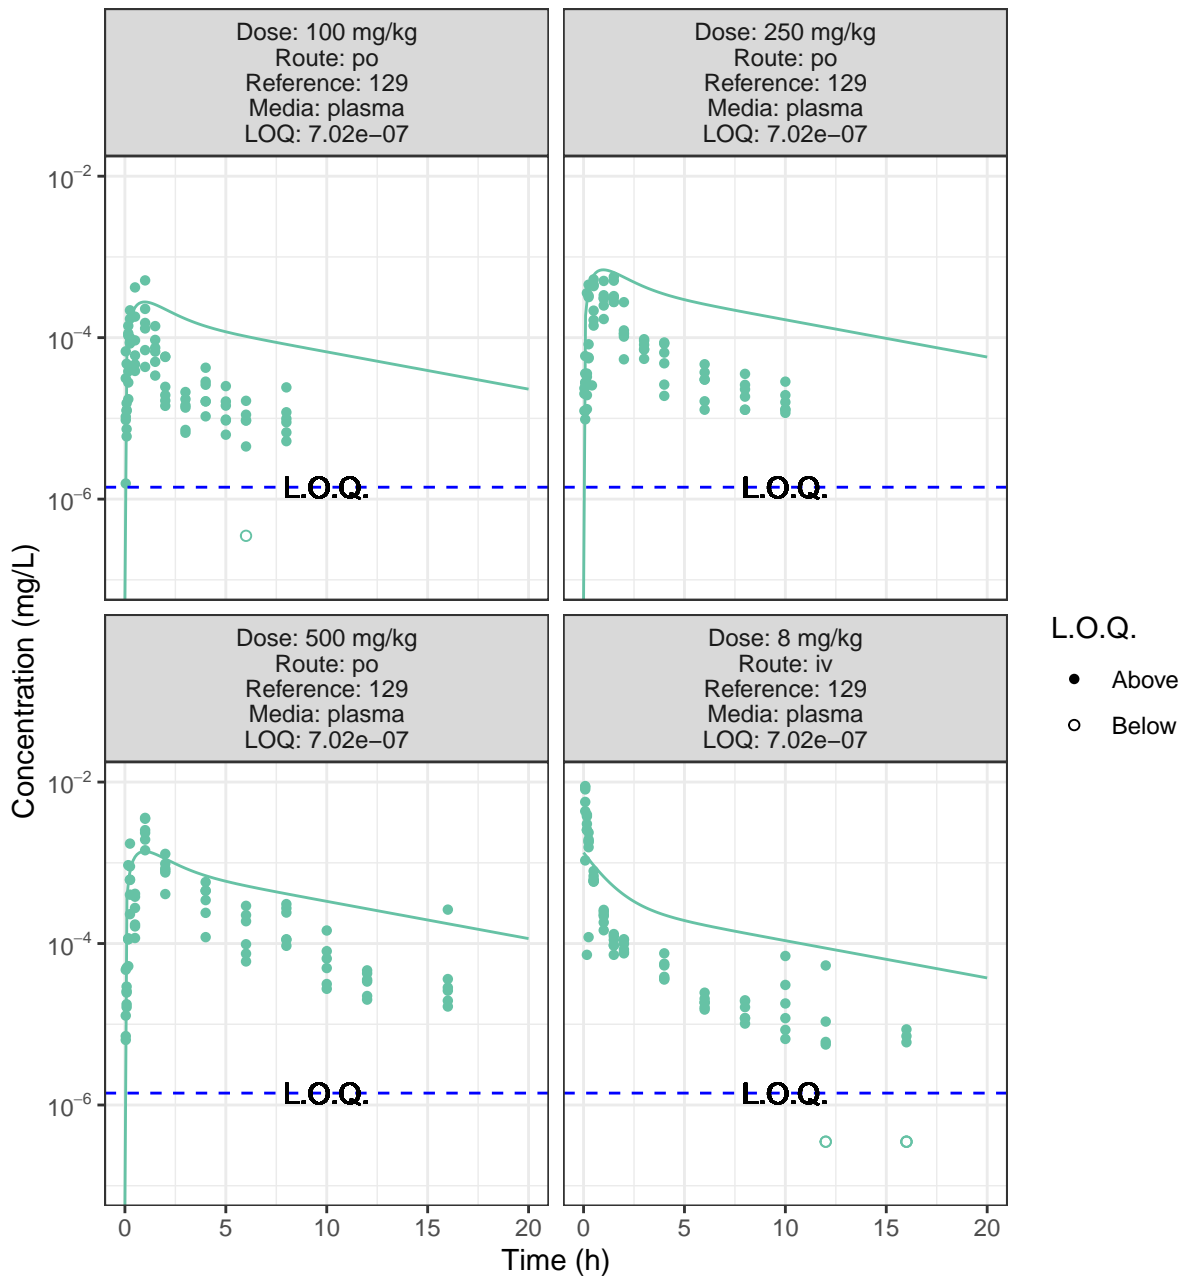 Dose: 100 mg/kg
Route: po
Reference: 129
Media: plasma
LOQ: 7.02e−07
Dose: 250 mg/kg
Route: po
Reference: 129
Media: plasma
LOQ: 7.02e−07
10⁻²
10⁻⁴
10⁻⁶
L.O.Q.
L.O.Q.
Dose: 500 mg/kg
Route: po
Reference: 129
Media: plasma
LOQ: 7.02e−07
Dose: 8 mg/kg
Route: iv
Reference: 129
Media: plasma
LOQ: 7.02e−07
10⁻²
10⁻⁴
10⁻⁶
L.O.Q.
L.O.Q.
0 5 10 15 20
0 5 10 15 20
Time (h)
Concentration (mg/L)
L.O.Q.
Above
Below